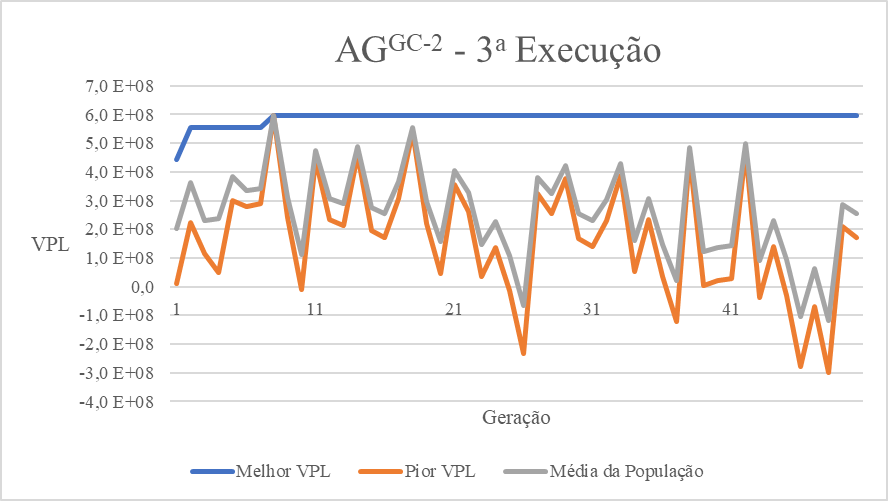 AGGC-2 - 3ª Execução
7,0 E+08
6,0 E+08
5,0 E+08
4,0 E+08
3,0 E+08
2,0 E+08
1,0 E+08
0,0
-1,0 E+08
-2,0 E+08
-3,0 E+08
-4,0 E+08
VPL
1 11 21 31 41
Geração
Melhor VPL Pior VPL Média da População